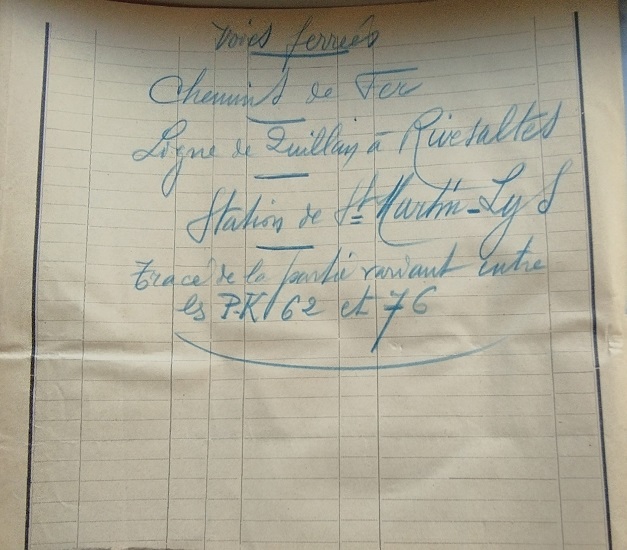 Voies ferrées
Chemins de Fer
Ligne de Quillan à Rivesaltes
Station de St Martin-Lys
Tracé de la partie variant entre
les P.K 62 et 76